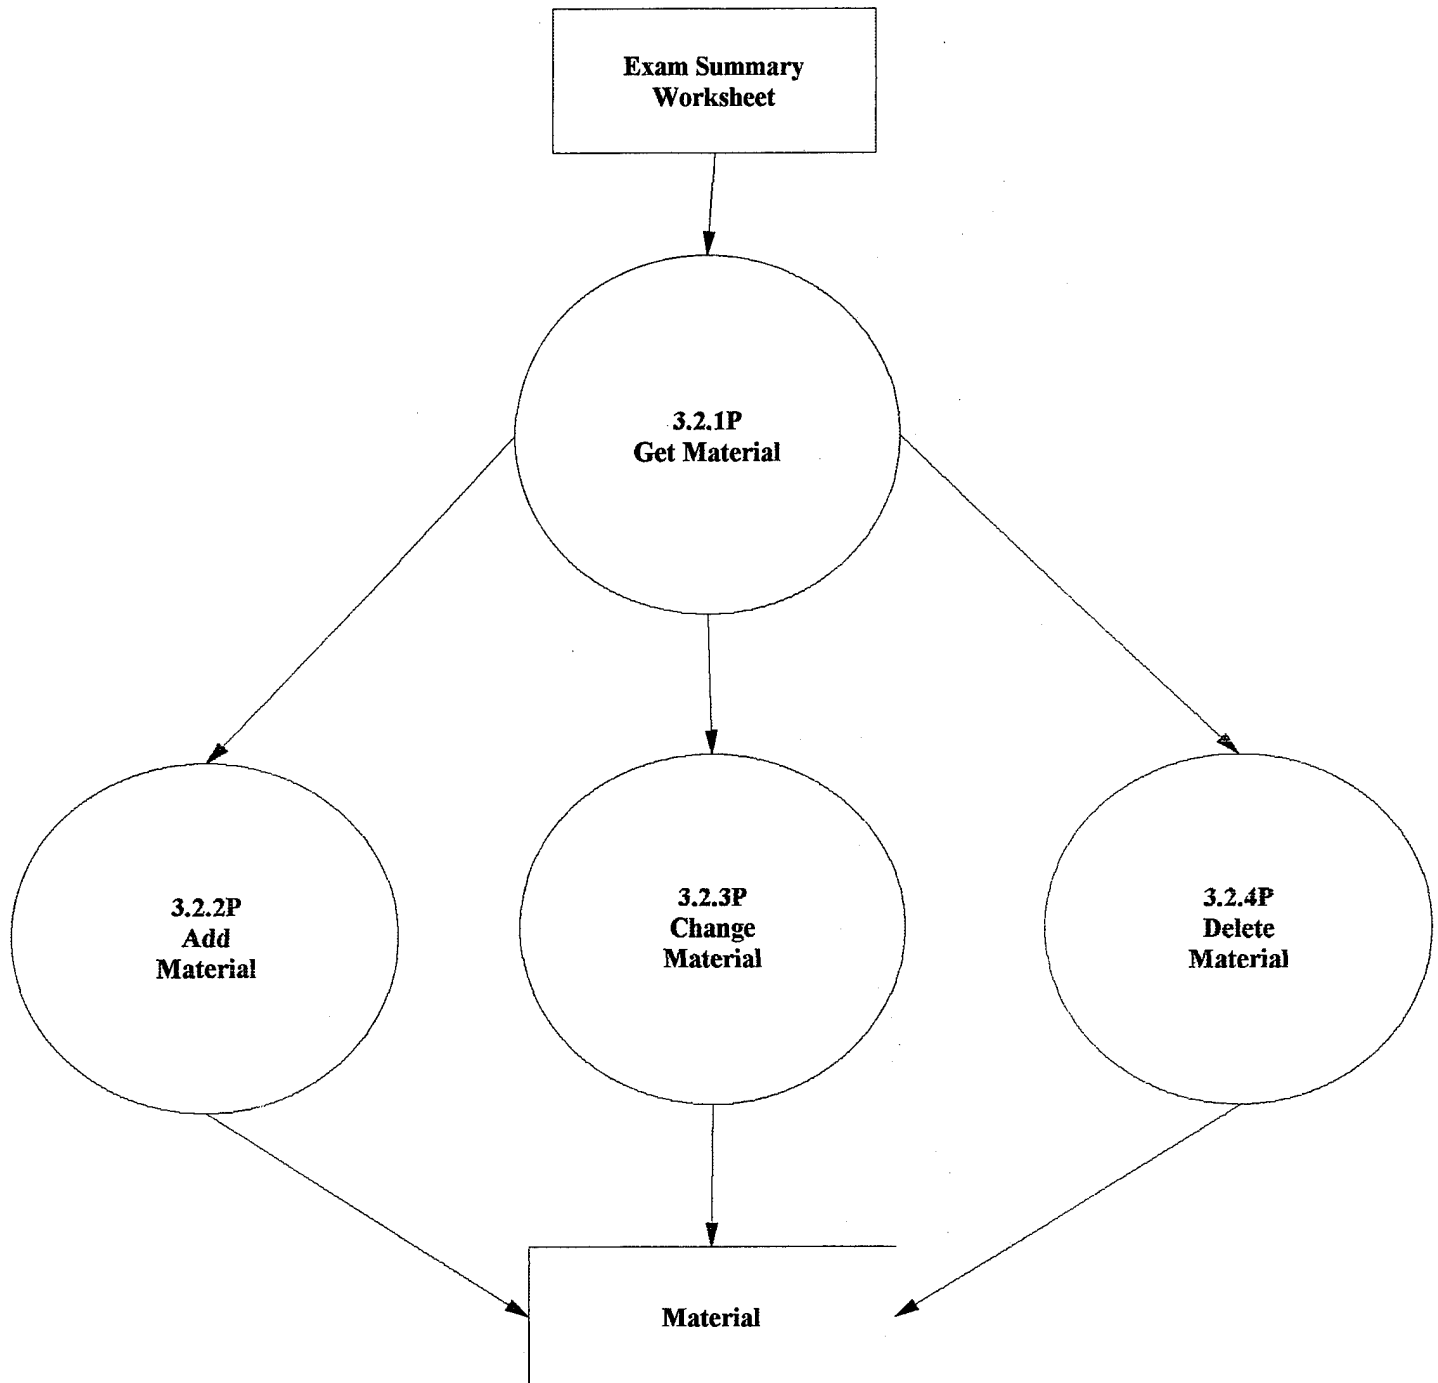 Exam Summary
Worksheet
3.2.1P
Get Material
3.2.2P
Add
Material
3.2.3P
Change
Material
3.2.4P
Delete
Material
Material